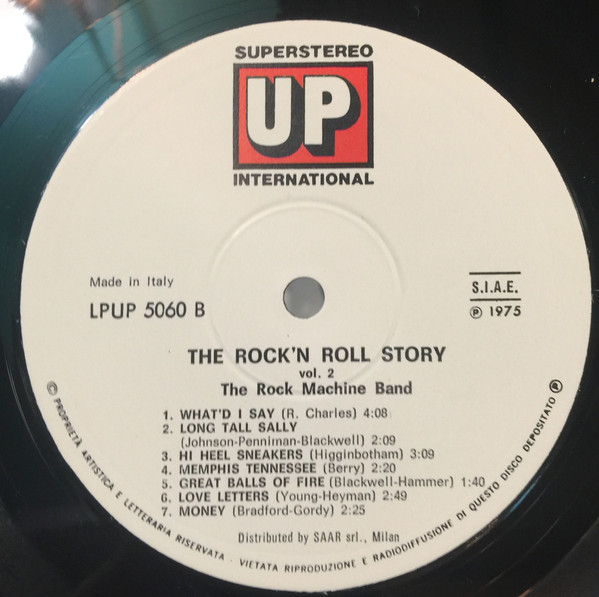 SUPERSTEREO
UP
INTERNATIONAL
Made in Italy
LPUP 5060 B
S.I.A.E.
Ⓟ 1975
THE ROCK'N ROLL STORY
vol. 2
The Rock Machine Band
1. WHAT'D I SAY (R. Charles) 4:08
2. LONG TALL SALLY
(Johnson-Penniman-Blackwell) 2:09
3. HI HEEL SNEAKERS (Higginbotham) 3:09
4. MEMPHIS TENNESSEE (Berry) 2:20
5. GREAT BALLS OF FIRE (Blackwell-Hammer) 1:40
6. LOVE LETTERS (Young-Heyman) 2:49
7. MONEY (Bradford-Gordy) 2:25
Distributed by SAAR srl., Milan
© PROPRIETÀ ARTISTICA E LETTERARIA RISERVATA - VIETATA RIPRODUZIONE E RADIODIFFUSIONE DI QUESTO DISCO DEPOSITATO Ⓟ